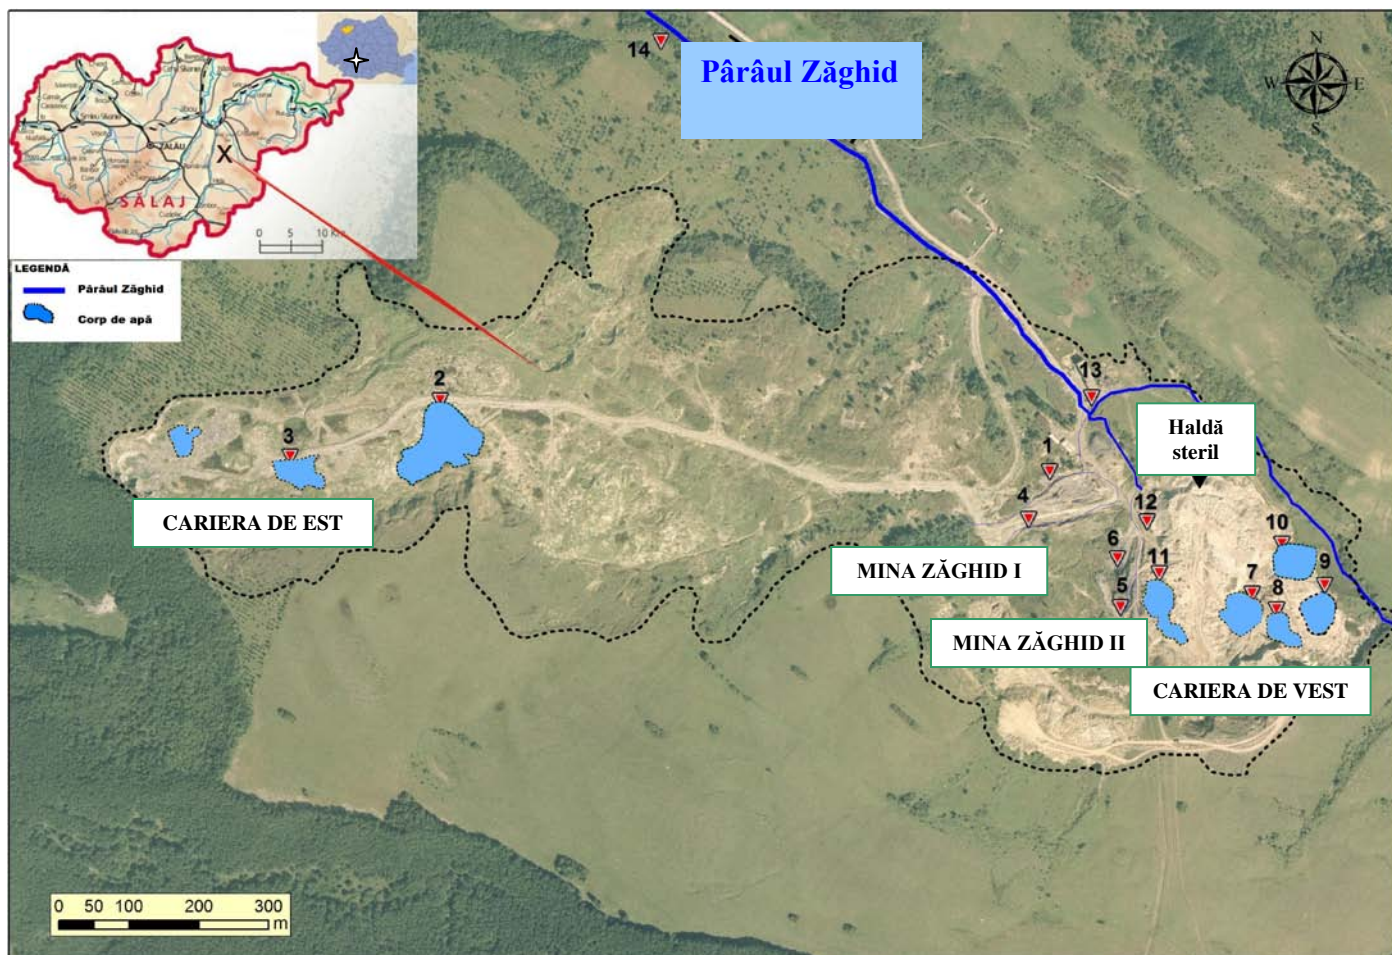 14
Pârâul Zăghid
N
W
E
S
ZALĂU
SĂLAJ
X
0 5 10 Km
LEGENDĂ
Pârâul Zăghid
Corp de apă
2
3
13
Haldă
steril
1
4
12
CARIERA DE EST
10
6
11
9
MINA ZĂGHID I
7
8
5
MINA ZĂGHID II
CARIERA DE VEST
0 50 100 200 300
m